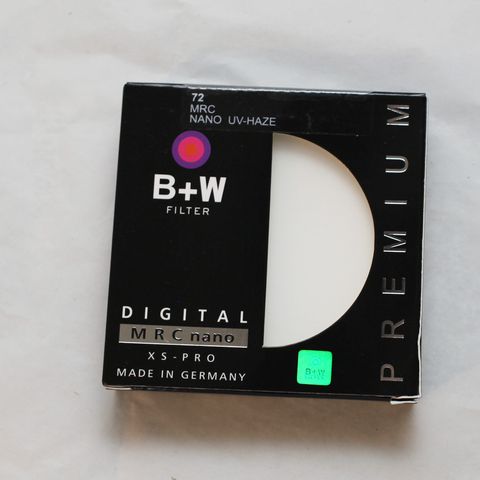 72
MRC
NANO UV-HAZE
B+W
FILTER
DIGITAL
MRC nano
XS-PRO
MADE IN GERMANY
B+W
PREMIUM